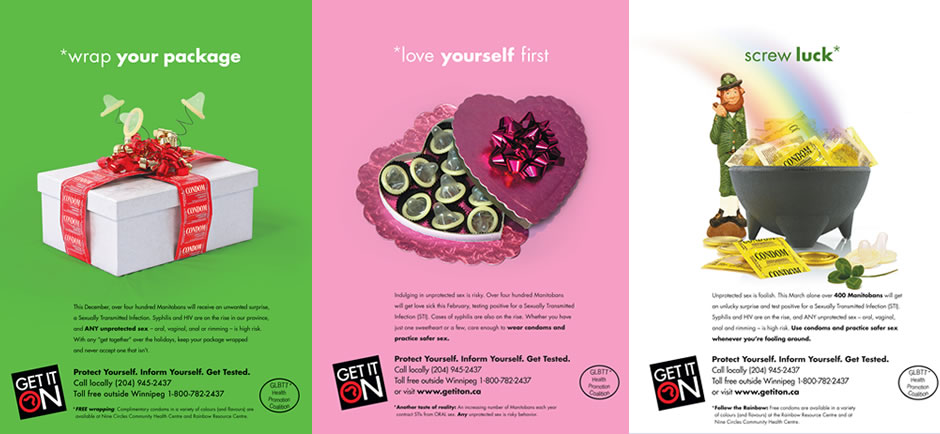 *wrap your package
CONDOM
CONDOM
CONDOM
This December, over four hundred Manitobans will receive an unwanted surprise,
a Sexually Transmitted Infection. Syphilis and HIV are on the rise in our province,
and ANY unprotected sex – oral, vaginal, anal or rimming – is high risk.
With any "get together" over the holidays, keep your package wrapped
and never accept one that isn't.
Protect Yourself. Inform Yourself. Get Tested.
Call locally (204) 945-2437
Toll free outside Winnipeg 1-800-782-2437
GET IT
ON
GLBTT*
Health
Promotion
Coalition
*FREE wrapping: Complimentary condoms in a variety of colours (and flavours) are
available at Nine Circles Community Health Centre and Rainbow Resource Centre.
*love yourself first
Indulging in unprotected sex is risky. Over four hundred Manitobans
will get love sick this February, testing positive for a Sexually Transmitted
Infection (STI). Cases of syphilis are also on the rise. Whether you have
just one sweetheart or a few, care enough to wear condoms and
practice safer sex.
Protect Yourself. Inform Yourself. Get Tested.
Call locally (204) 945-2437
Toll free outside Winnipeg 1-800-782-2437
or visit www.getiton.ca
GET IT
ON
GLBTT*
Health
Promotion
Coalition
*Another taste of reality: An increasing number of Manitobans each year
contract STIs from ORAL sex. Any unprotected sex is risky behavior.
screw luck*
CONDOM
CONDOM
CONDOM
Unprotected sex is foolish. This March alone over 400 Manitobans will get
an unlucky surprise and test positive for a Sexually Transmitted Infection (STI).
Syphilis and HIV are on the rise, and ANY unprotected sex – oral, vaginal,
anal and rimming – is high risk. Use condoms and practice safer sex
whenever you're fooling around.
Protect Yourself. Inform Yourself. Get Tested.
Call locally (204) 945-2437
Toll free outside Winnipeg 1-800-782-2437
or visit www.getiton.ca
GET IT
ON
GLBTT*
Health
Promotion
Coalition
*Follow the Rainbow: Free condoms are available in a variety
of colours (and flavours) at the Rainbow Resource Centre and at
Nine Circles Community Health Centre.